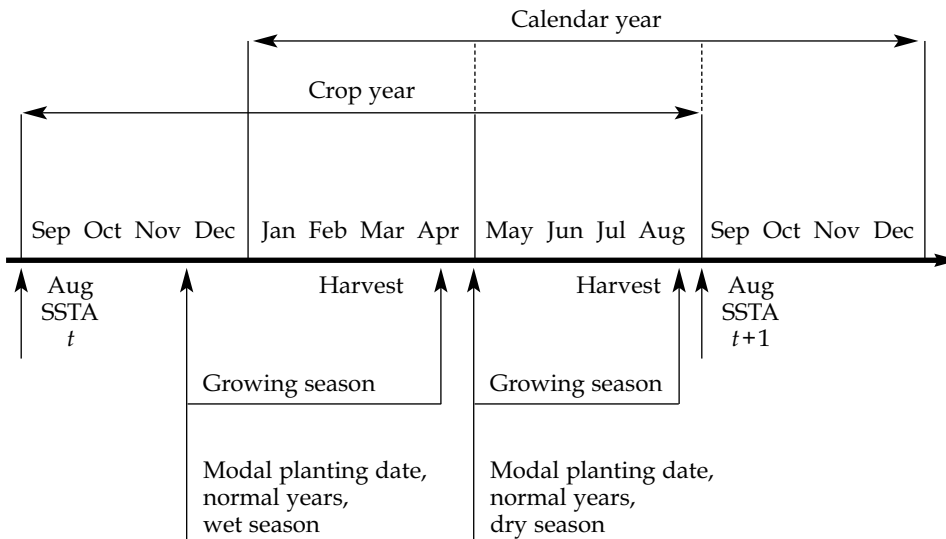 Calendar year
Crop year
Sep Oct Nov Dec Jan Feb Mar Apr May Jun Jul Aug Sep Oct Nov Dec
Aug
SSTA
t
Harvest
Harvest
Aug
SSTA
t+1
Growing season
Growing season
Modal planting date,
normal years,
wet season
Modal planting date,
normal years,
dry season